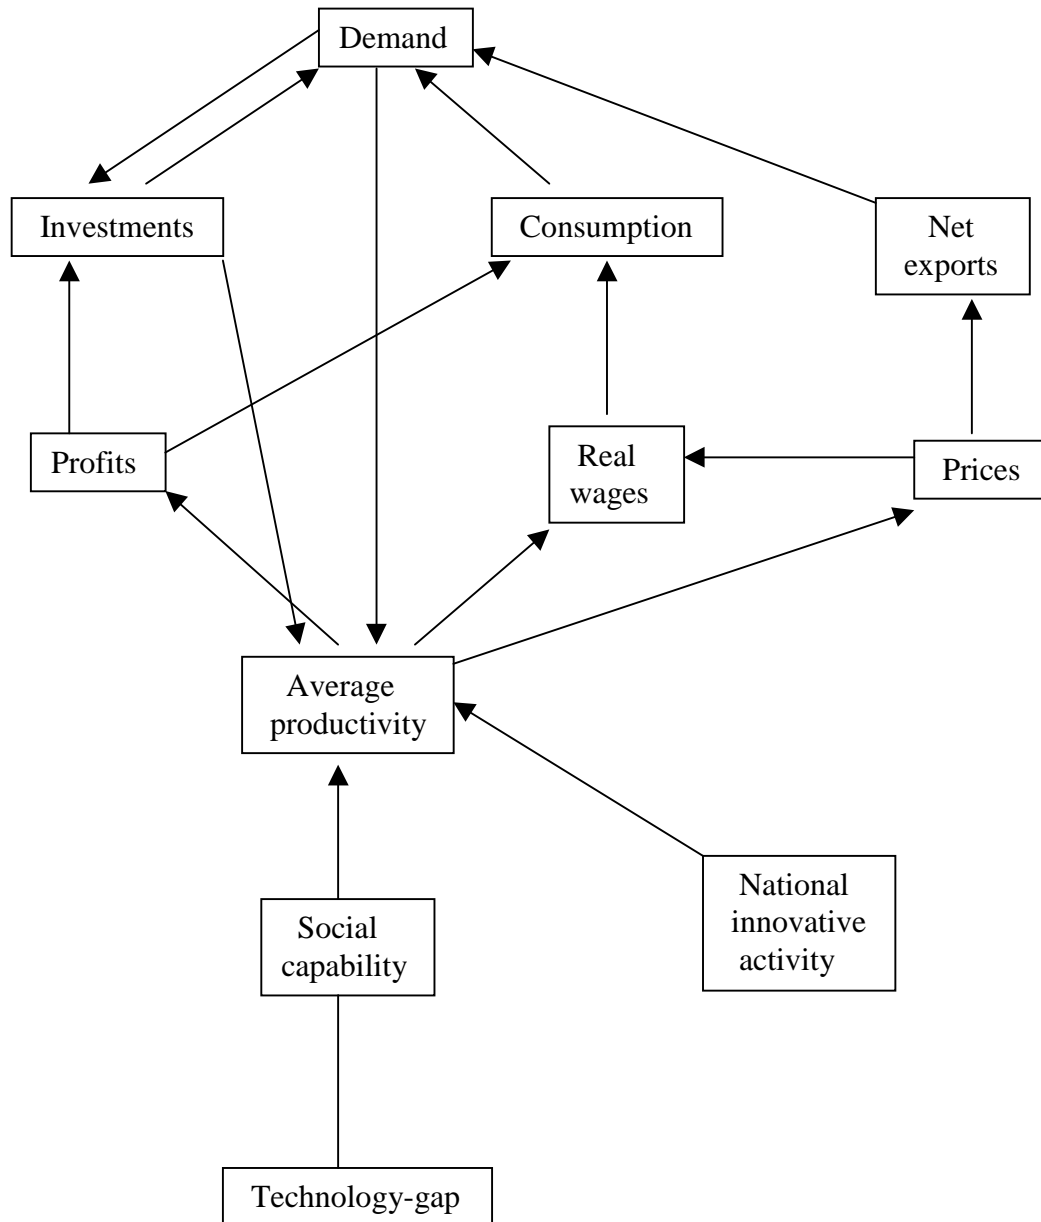 Demand
Investments
Consumption
Net
exports
Profits
Real
wages
Prices
Average
productivity
National
innovative
activity
Social
capability
Technology-gap